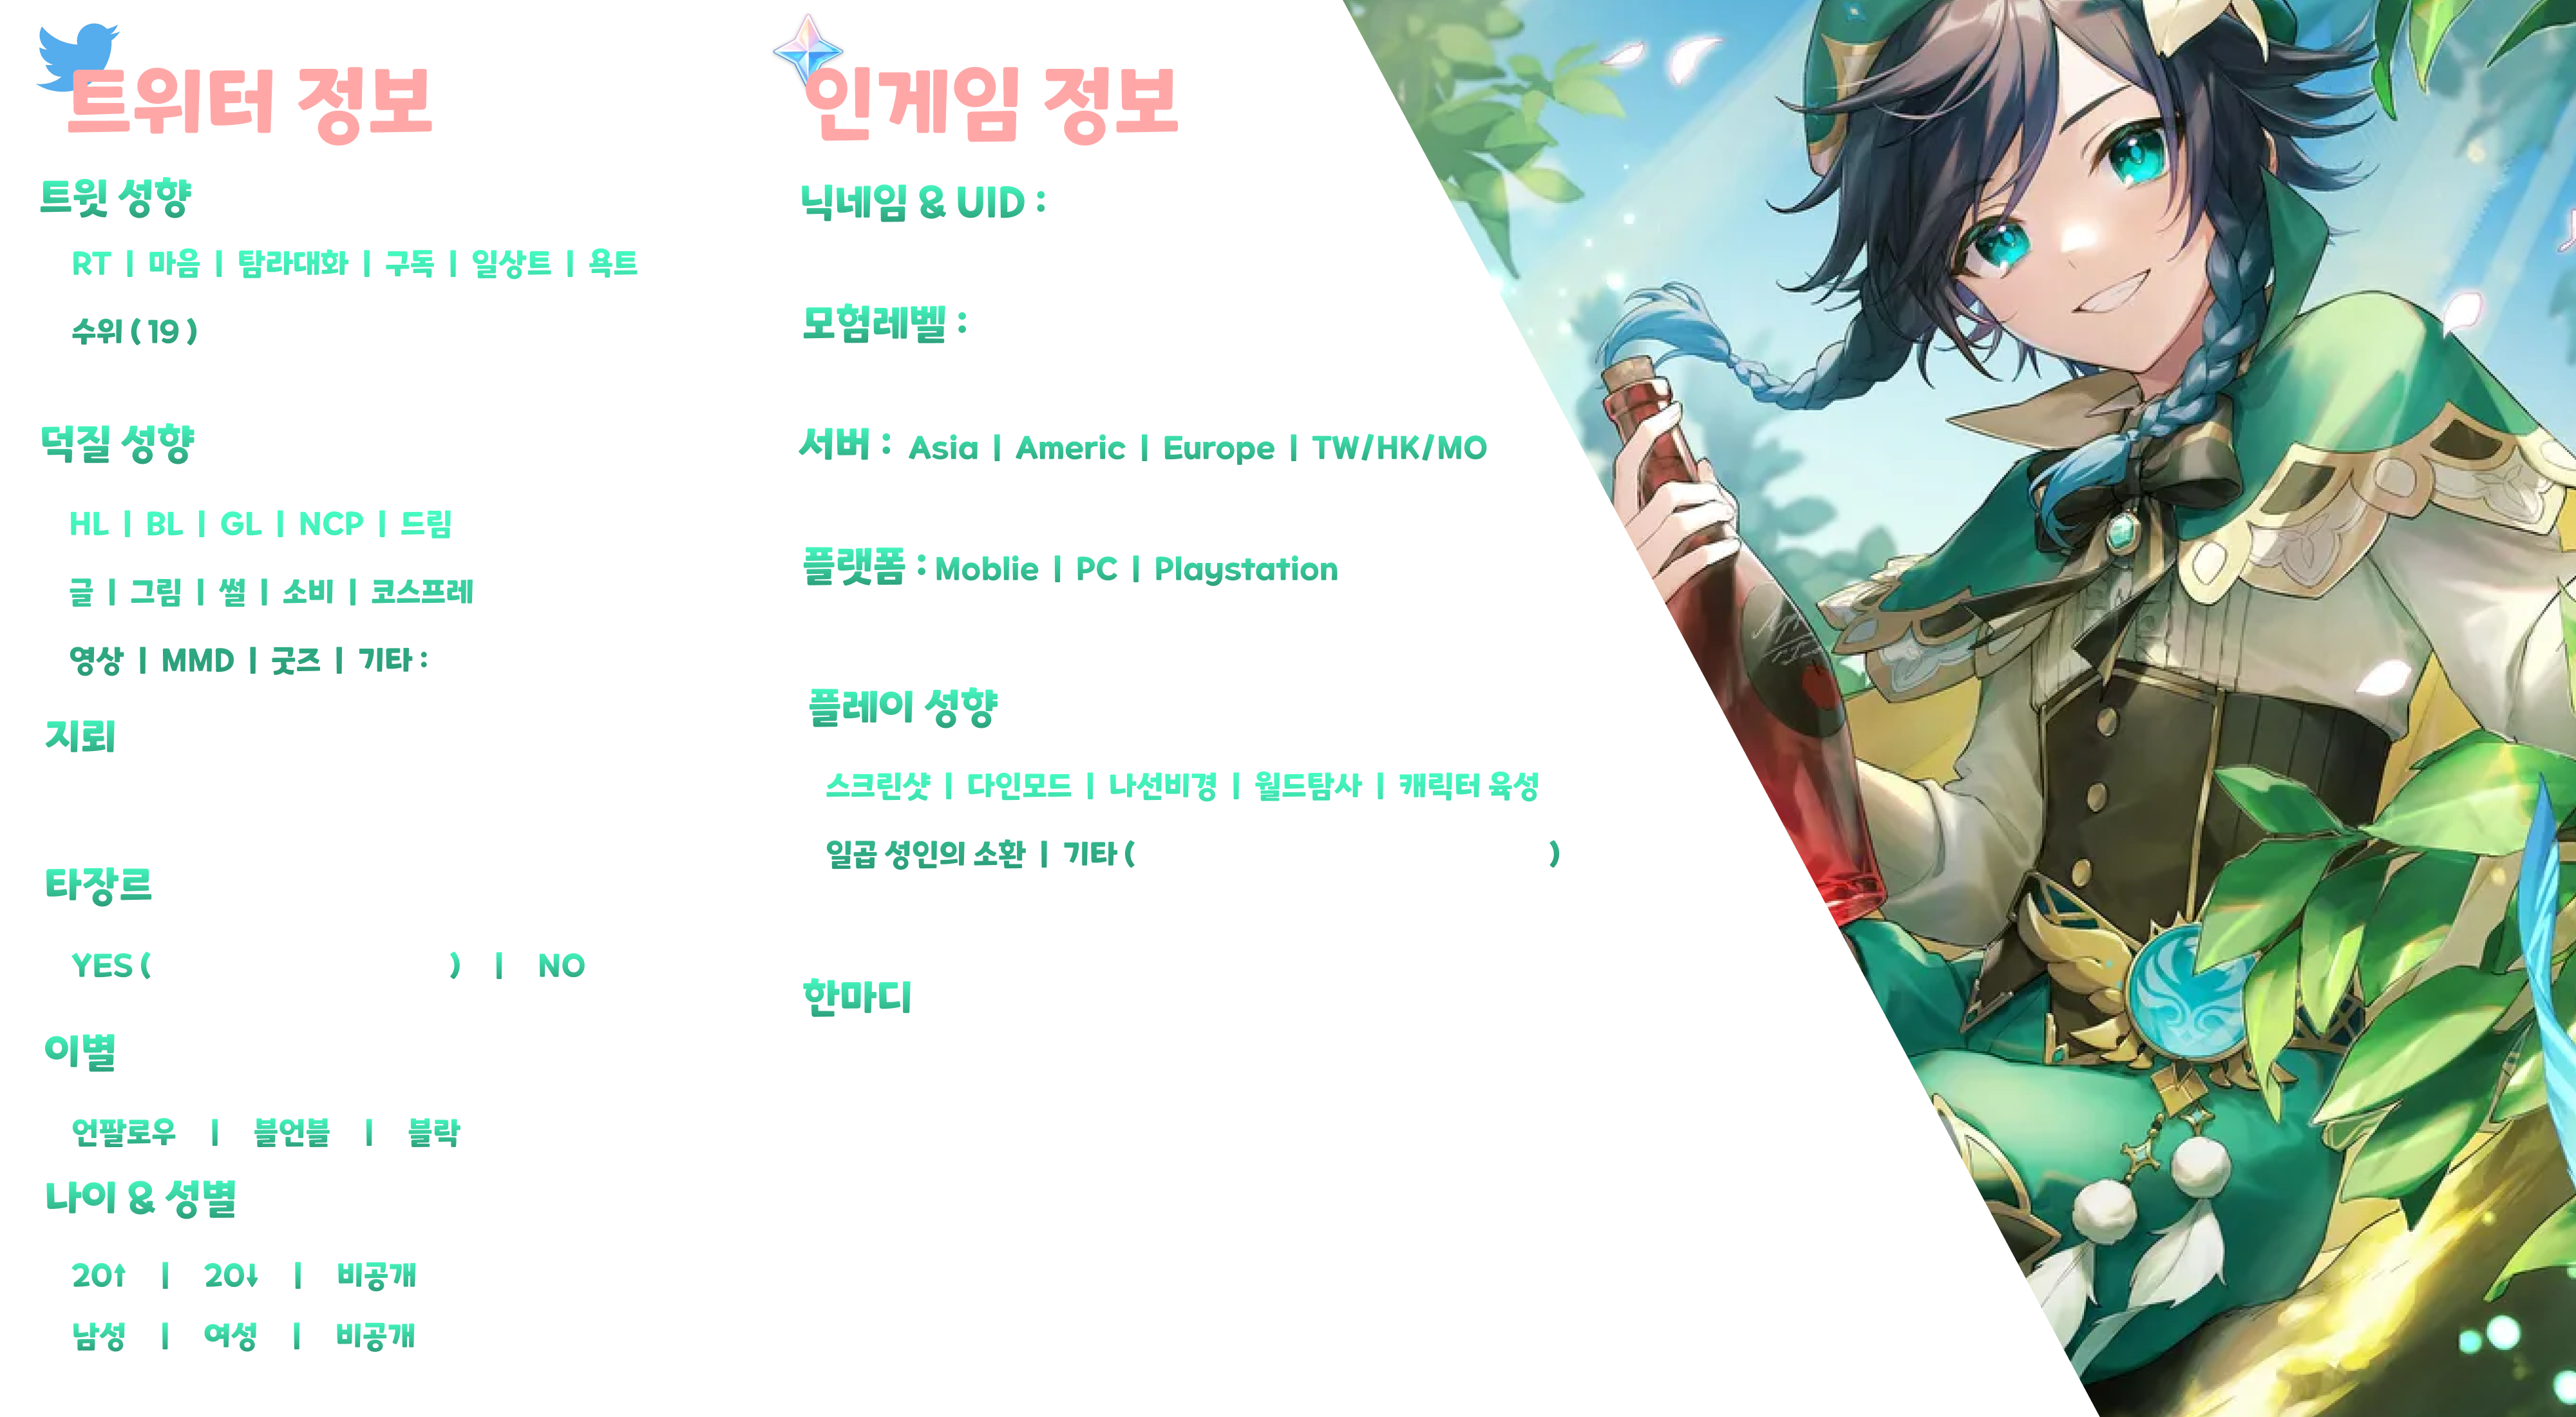 트위터 정보
트윗 성향
RT | 마음 | 탐라대화 | 구독 | 일상트 | 욕트
수위 ( 19 )
덕질 성향
HL | BL | GL | NCP | 드림
글 | 그림 | 썰 | 소비 | 코스프레
영상 | MMD | 굿즈 | 기타 :
지뢰
타장르
YES ( ) | NO
이별
언팔로우 | 블언블 | 블락
나이 & 성별
20↑ | 20↓ | 비공개
남성 | 여성 | 비공개
인게임 정보
닉네임 & UID :
모험레벨 :
서버 : Asia | Americ | Europe | TW/HK/MO
플랫폼 : Moblie | PC | Playstation
플레이 성향
스크린샷 | 다인모드 | 나선비경 | 월드탐사 | 캐릭터 육성
일곱 성인의 소환 | 기타 ( )
한마디